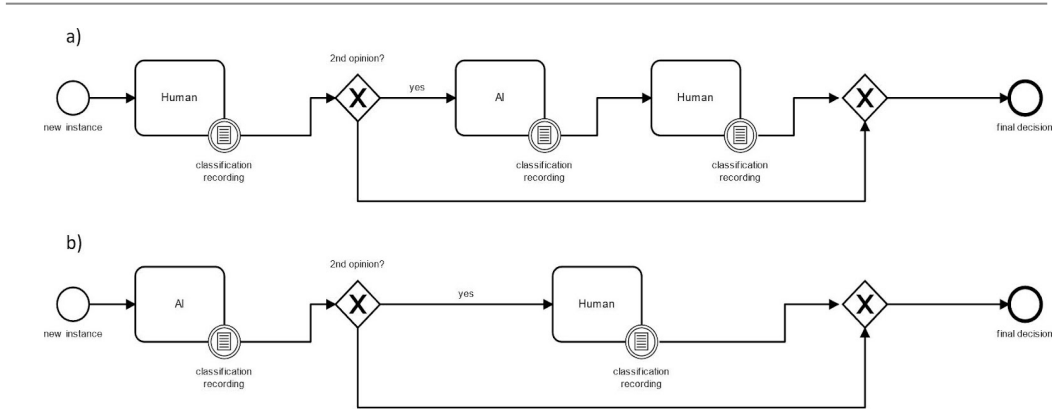 a)
2nd opinion?
Human
yes
AI
Human
X
X
new instance
final decision
classification
recording
classification
recording
classification
recording
b)
2nd opinion?
AI
yes
Human
X
X
new instance
final decision
classification
recording
classification
recording